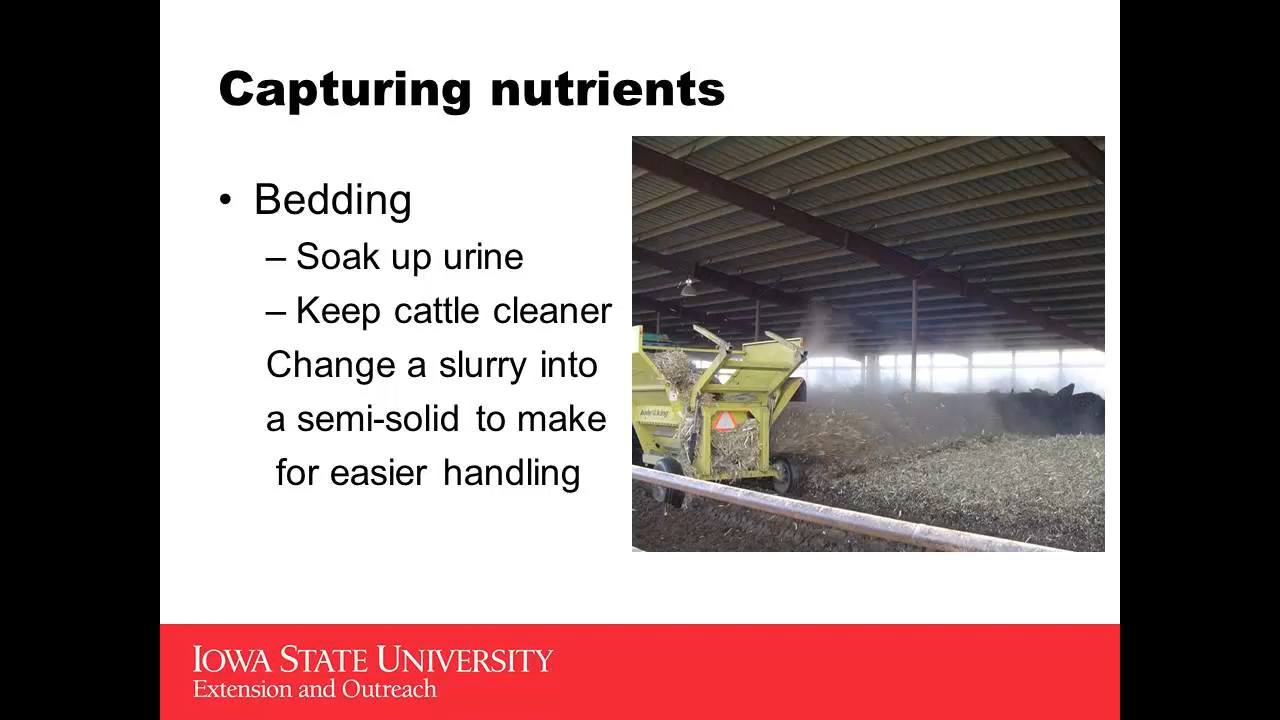 Capturing nutrients
• Bedding
– Soak up urine
– Keep cattle cleaner
Change a slurry into
a semi-solid to make
for easier handling
IOWA STATE UNIVERSITY
Extension and Outreach